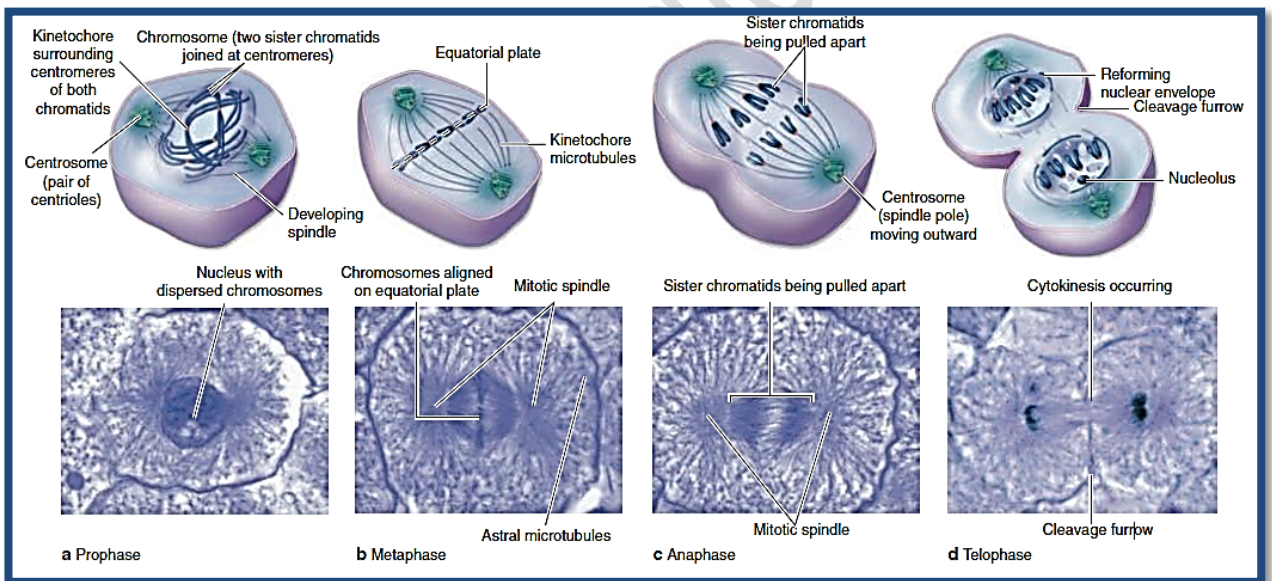 Kinetochore
surrounding
centromeres
of both
chromatids
Chromosome (two sister chromatids
joined at centromeres)
Centrosome
(pair of
centrioles)
Developing
spindle
Equatorial plate
Kinetochore
microtubules
Sister chromatids
being pulled apart
Centrosome
(spindle pole)
moving outward
Reforming
nuclear envelope
Cleavage furrow
Nucleolus
Nucleus with
dispersed chromosomes
Chromosomes aligned
on equatorial plate
Mitotic spindle
Astral microtubules
Sister chromatids being pulled apart
Mitotic spindle
Cytokinesis occurring
Cleavage furrow
a Prophase
b Metaphase
c Anaphase
d Telophase